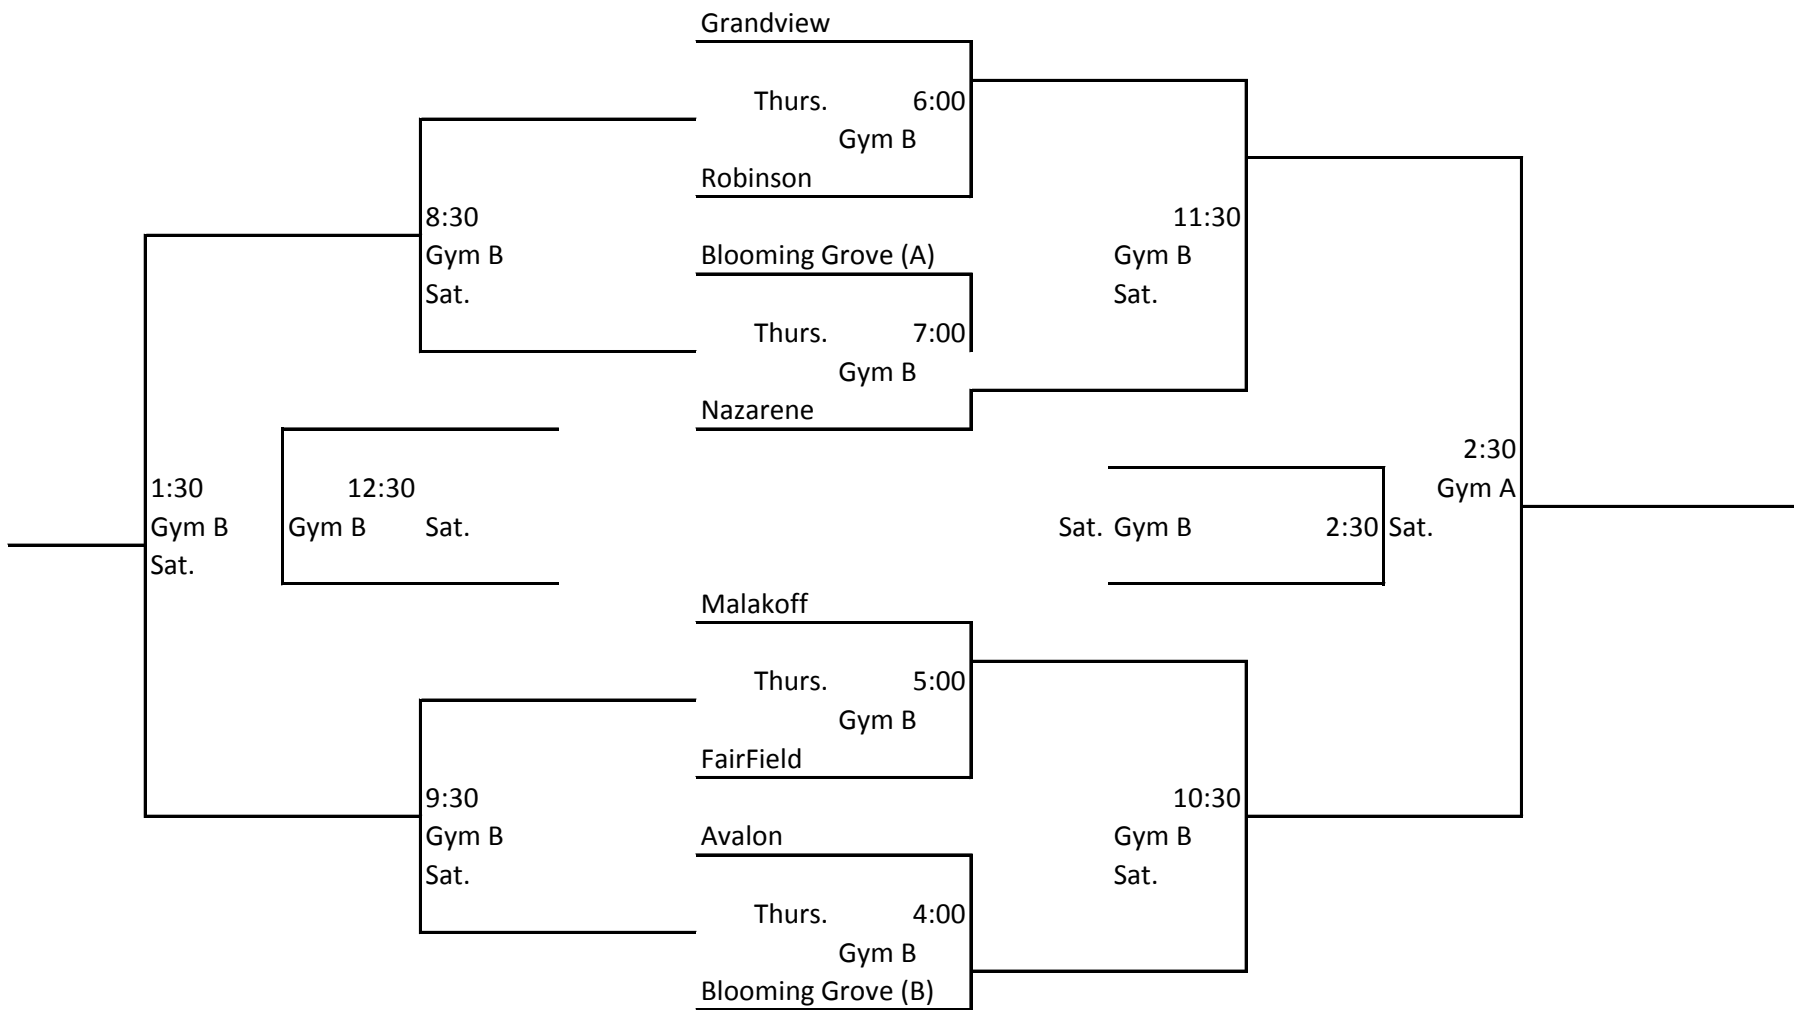 Grandview
Thurs. 6:00
Gym B
Robinson
8:30 11:30
Gym B Blooming Grove (A) Gym B
Sat. Sat.
Thurs. 7:00
Gym B
Nazarene
2:30
1:30 12:30 Gym A
Gym B Gym B Sat. Sat. Gym B 2:30 Sat.
Sat.
Malakoff
Thurs. 5:00
Gym B
FairField
9:30 10:30
Gym B Avalon Gym B
Sat. Sat.
Thurs. 4:00
Gym B
Blooming Grove (B)